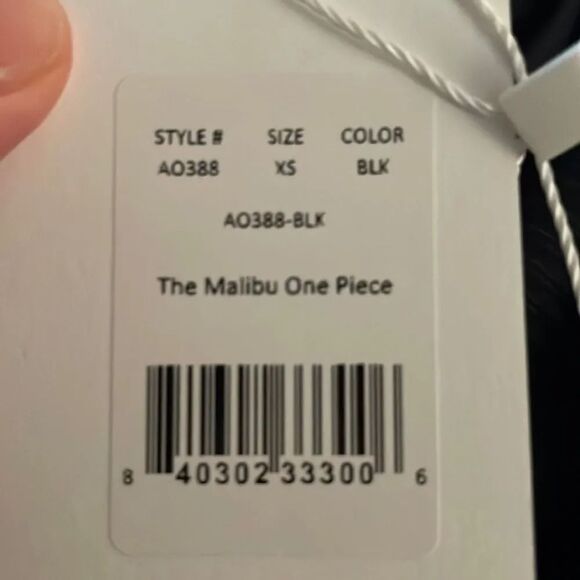 STYLE # SIZE COLOR
AO388 XS BLK
AO388-BLK
The Malibu One Piece
8 40302 33300 6